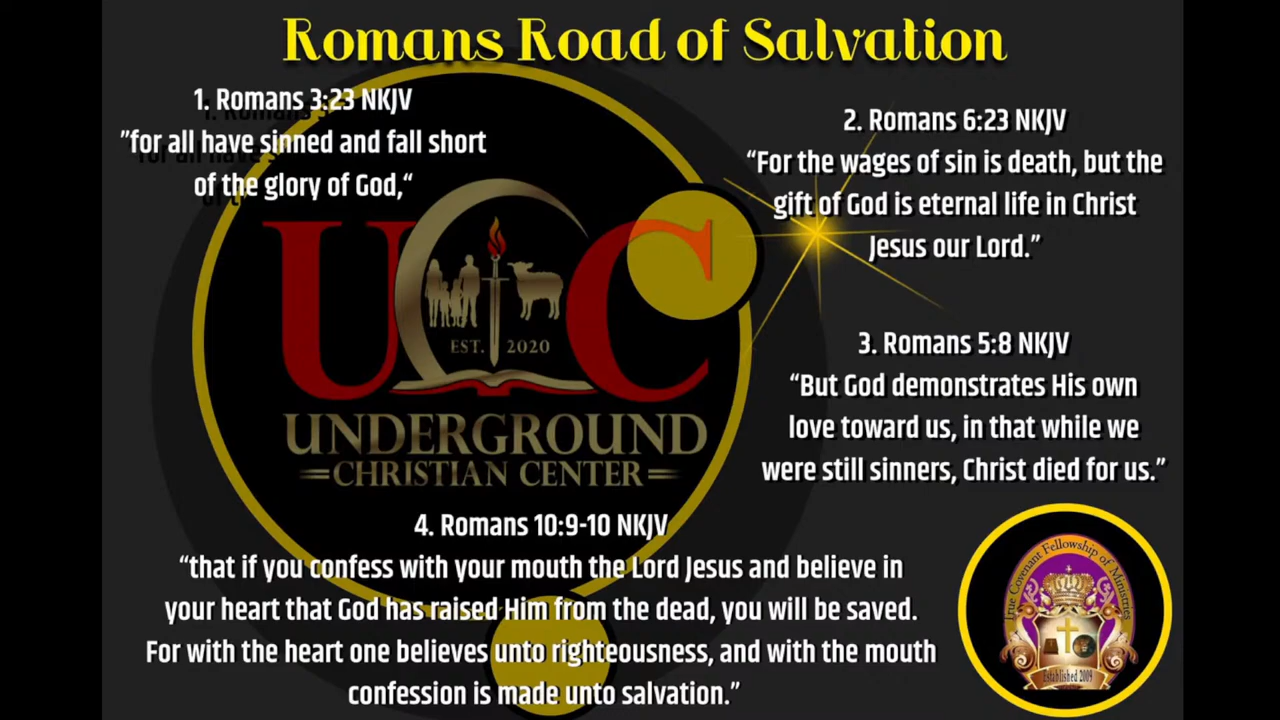 Romans Road of Salvation
1. Romans 3:23 NKJV
"for all have sinned and fall short
of the glory of God,“
2. Romans 6:23 NKJV
“For the wages of sin is death, but the
gift of God is eternal life in Christ
Jesus our Lord.”
3. Romans 5:8 NKJV
“But God demonstrates His own
love toward us, in that while we
were still sinners, Christ died for us.”
UCC
EST. 2020
UNDERGROUND
CHRISTIAN CENTER
4. Romans 10:9-10 NKJV
“that if you confess with your mouth the Lord Jesus and believe in
your heart that God has raised Him from the dead, you will be saved.
For with the heart one believes unto righteousness, and with the mouth
confession is made unto salvation.”
True Covenant Fellowship of Ministries
Established 2009